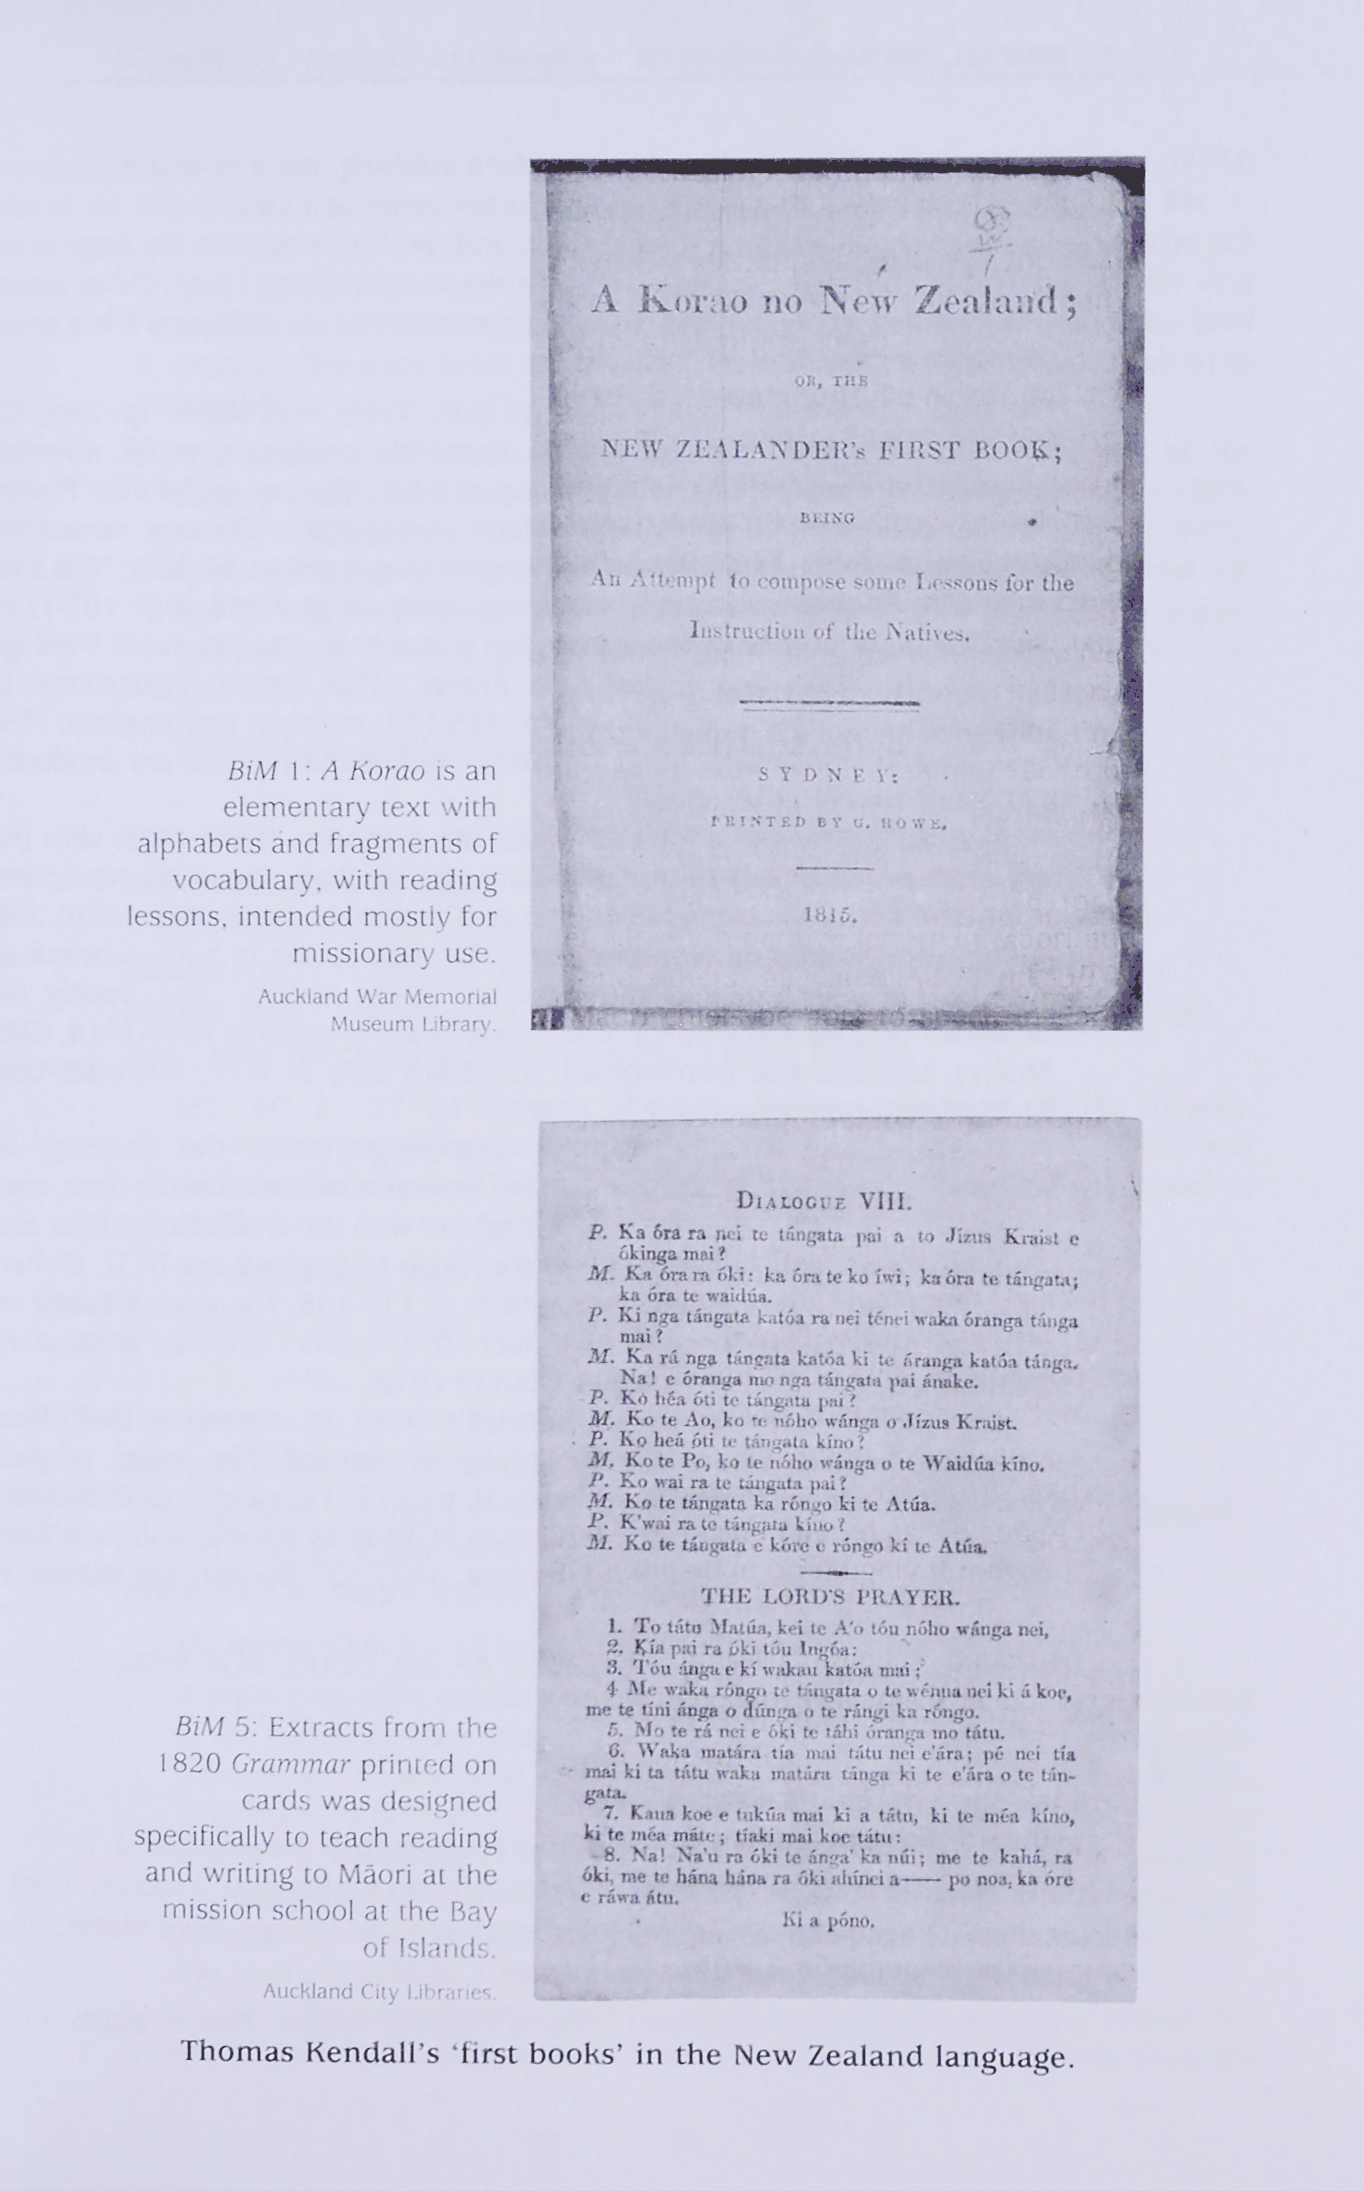 A Korao no New Zealand;
OR, THE
NEW ZEALANDER's FIRST BOOK;
BEING
An Attempt to compose some Lessons for the
Instruction of the Natives.
SYDNEY:
PRINTED BY G. HOWE,
1815.
BiM 1: A Korao is an
elementary text with
alphabets and fragments of
vocabulary, with reading
lessons, intended mostly for
missionary use.
Auckland War Memorial
Museum Library.
DIALOGUE VIII.
P. Ka óra ra nei te tángata pai a to Jízus Kraist e
ókinga mai?
M. Ka óra ra óki: ka óra te ko íwi; ka óra te tángata;
ka óra te waidúa.
P. Ki nga tángata katóa ra nei ténei waka óranga tánga
mai?
M. Ka rá nga tángata katóa ki te áranga katóa tánga.
Na! e óranga mo nga tángata pai ánake.
P. Ko héa óti te tángata pai?
M. Ko te Ao, ko te nóho wánga o Jízus Kraist.
P. Ko heá óti te tángata kíno?
M. Ko te Po, ko te nóho wánga o te Waidúa kíno.
P. Ko wai ra te tángata pai?
M. Ko te tángata ka róngo ki te Atúa.
P. K'wai ra te tángata kíno?
M. Ko te tángata e kóre e róngo ki te Atúa.
THE LORD'S PRAYER.
1. To tátu Matúa, kei te A'o tóu nóho wánga nei,
2. Kía pai ra óki tóu Ingóa:
3. Tóu ánga e kí wakau katóa mai;
4 Me waka róngo te tángata o te wénua nei ki á koe,
me te tíni ánga o dúnga o te rángi ka róngo.
5. Mo te rá nei e óki te táhi óranga mo tátu.
6. Waka matára tía mai tátu nei e'ára; pé nei tía
mai ki ta tátu waka matára tánga ki te e'ára o te tán-
gata.
7. Kaua koe e tukúa mai ki a tátu, ki te méa kíno,
ki te méa máte; tíaki mai koe tátu:
8. Na! Na'u ra óki te ánga' ka núi; me te kahá, ra
óki, me te hána hána ra óki ahínei a—— po noa, ka óre
e ráwa átu.
Ki a póno.
BiM 5: Extracts from the
1820 Grammar printed on
cards was designed
specifically to teach reading
and writing to Māori at the
mission school at the Bay
of Islands.
Auckland City Libraries.
Thomas Kendall's 'first books' in the New Zealand language.